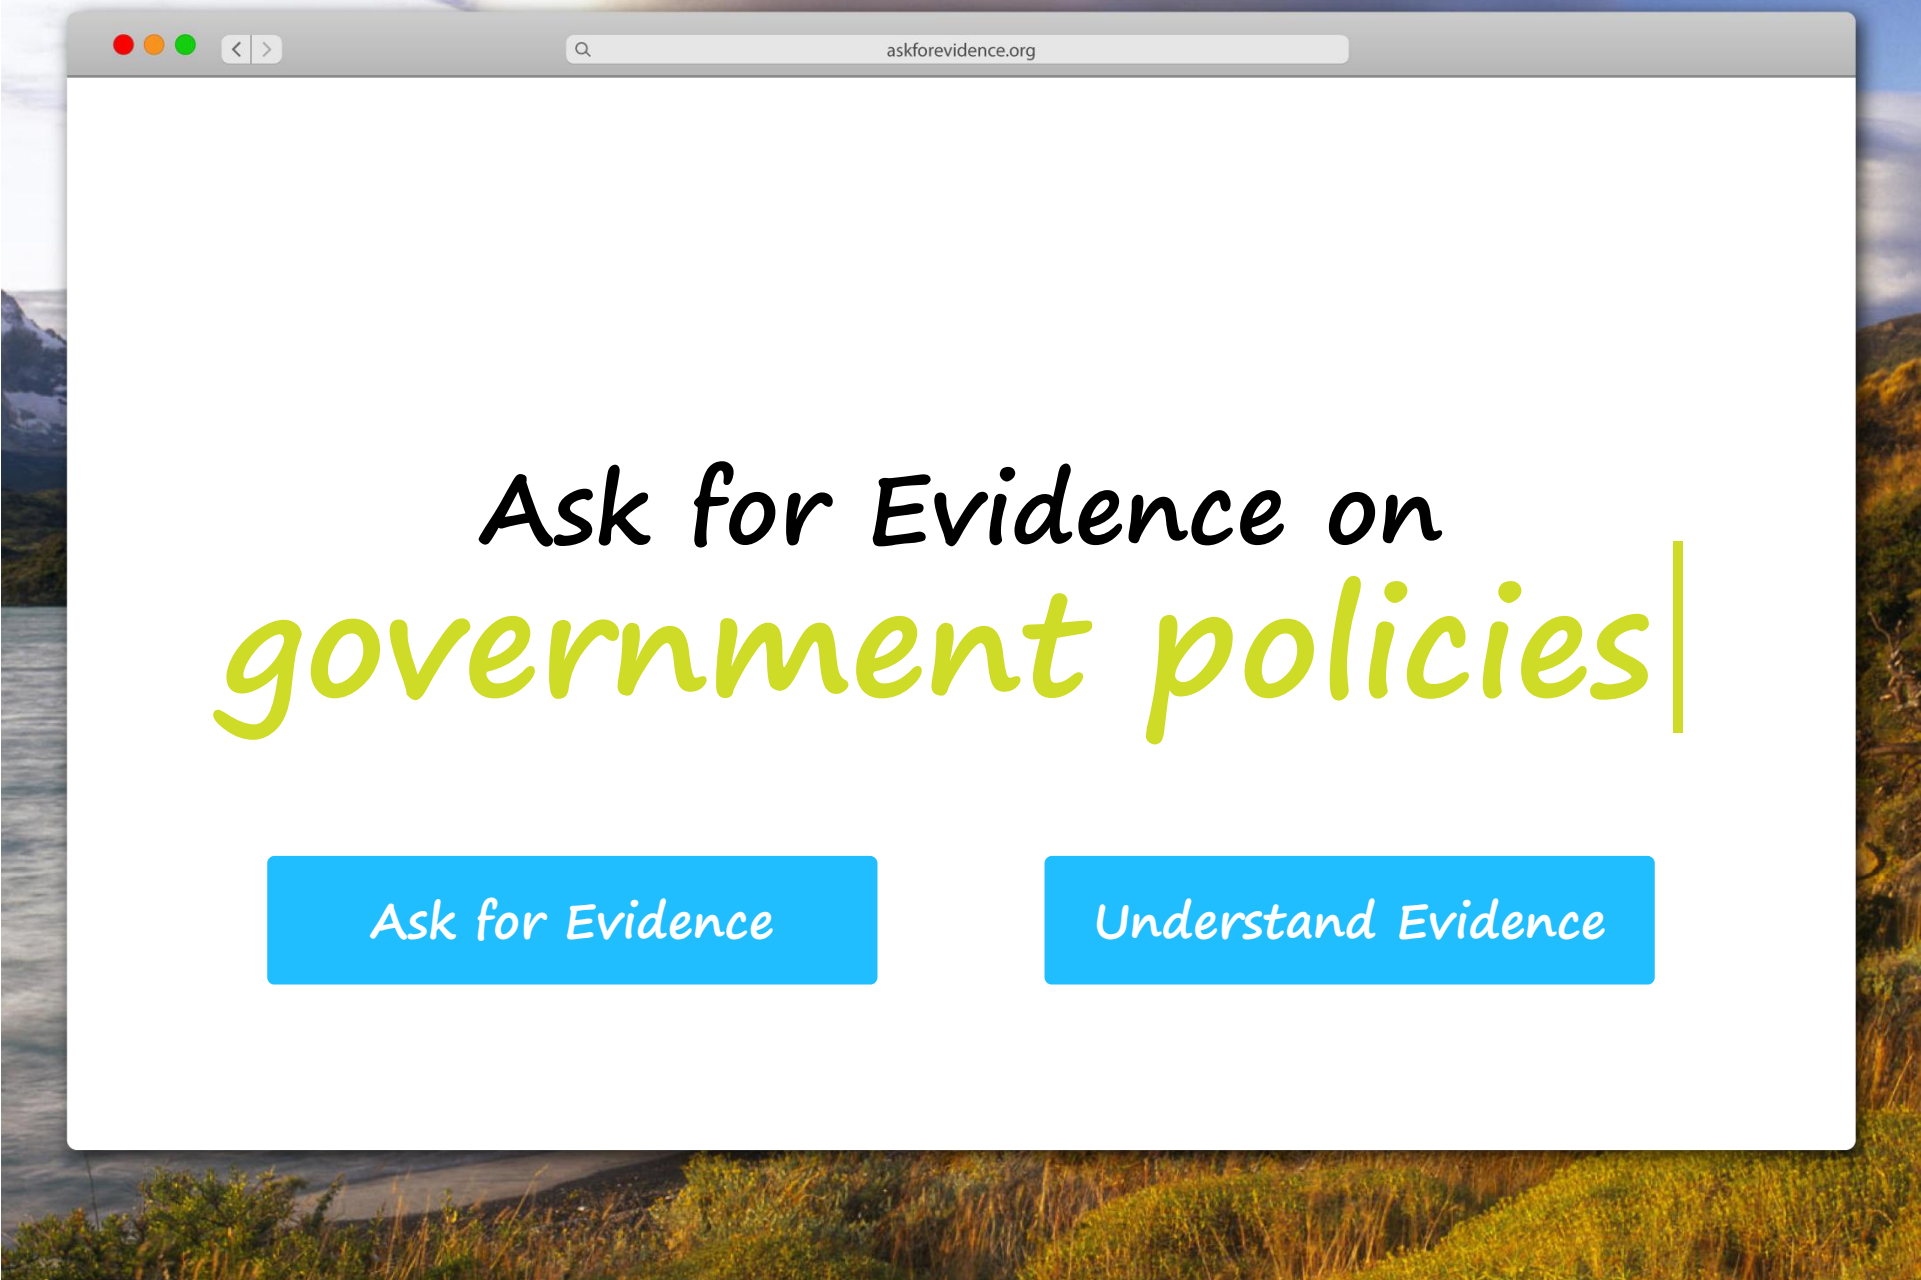 askforevidence.org
Ask for Evidence on
government policies
Ask for Evidence
Understand Evidence